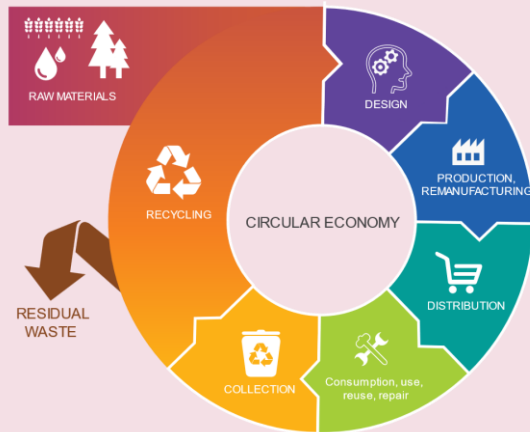 RAW MATERIALS
DESIGN
PRODUCTION,
REMANUFACTURING
RECYCLING
CIRCULAR ECONOMY
DISTRIBUTION
RESIDUAL
WASTE
COLLECTION
Consumption, use,
reuse, repair